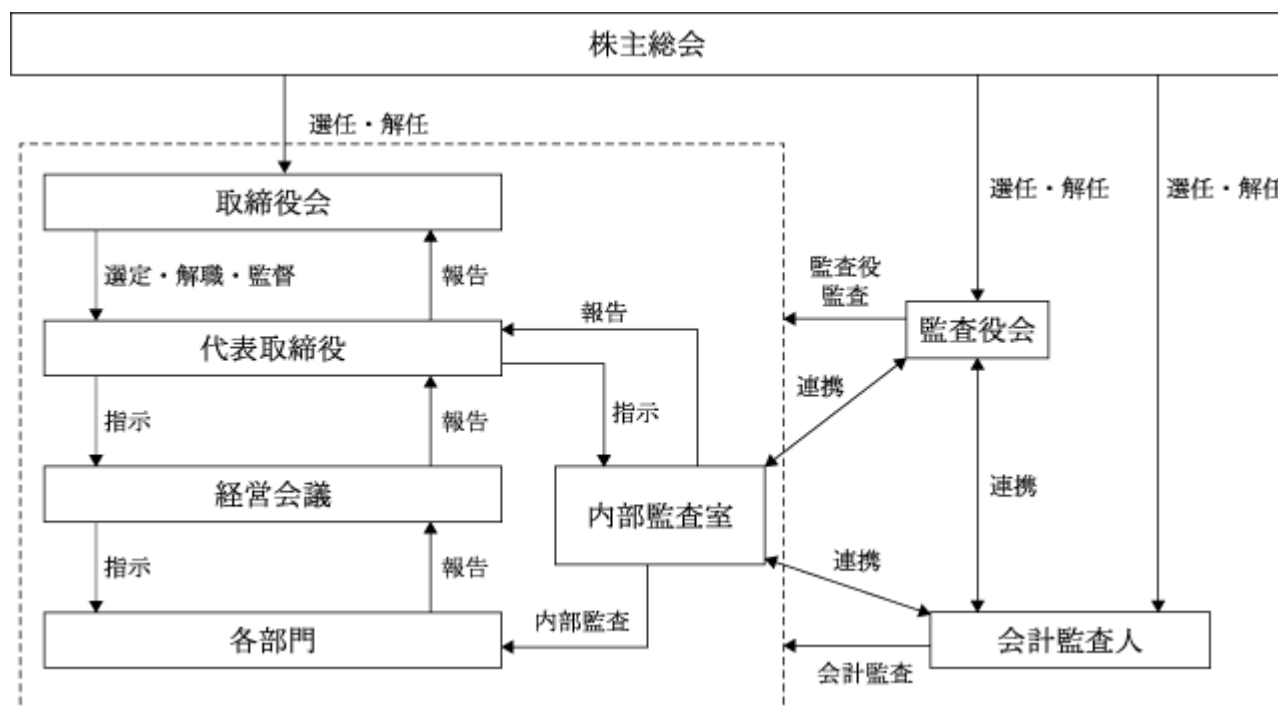 株主総会
選任・解任
取締役会
選任・解任
選任・解任
選定・解職・監督
報告
監査役
監査
報告
監査役会
代表取締役
連携
指示
報告
指示
経営会議
連携
内部監査室
指示
報告
連携
内部監査
各部門
会計監査人
会計監査